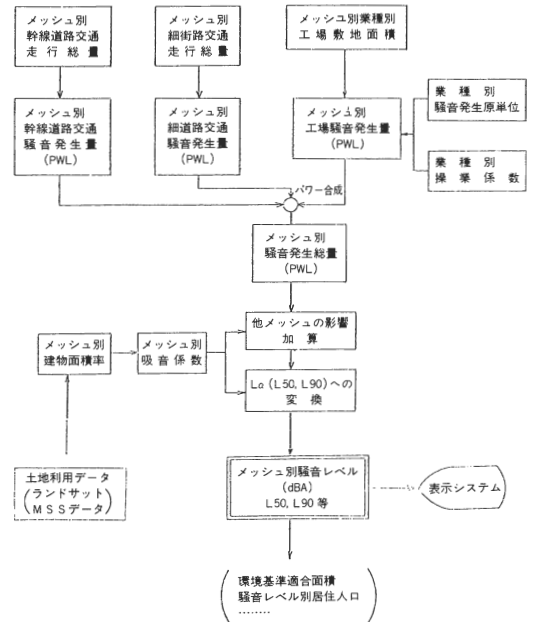 メッシュ別
幹線道路交通
走行総量
メッシュ別
細街路交通
走行総量
メッシュ別業種別
工場敷地面積
メッシュ別
幹線道路交通
騒音発生量
(PWL)
メッシュ別
細道路交通
騒音発生量
(PWL)
メッシュ別
工場騒音発生量
(PWL)
業種別
騒音発生原単位
業種別
操業係数
パワー合成
メッシュ別
騒音発生総量
(PWL)
メッシュ別
建物面積率
メッシュ別
吸音係数
他メッシュの影響
加算
Lα(L50, L90)への
変換
土地利用データ
(ランドサット
MSSデータ)
メッシュ別騒音レベル
(dBA)
L50, L90等
表示システム
(環境基準適合面積
騒音レベル別居住人口
………)